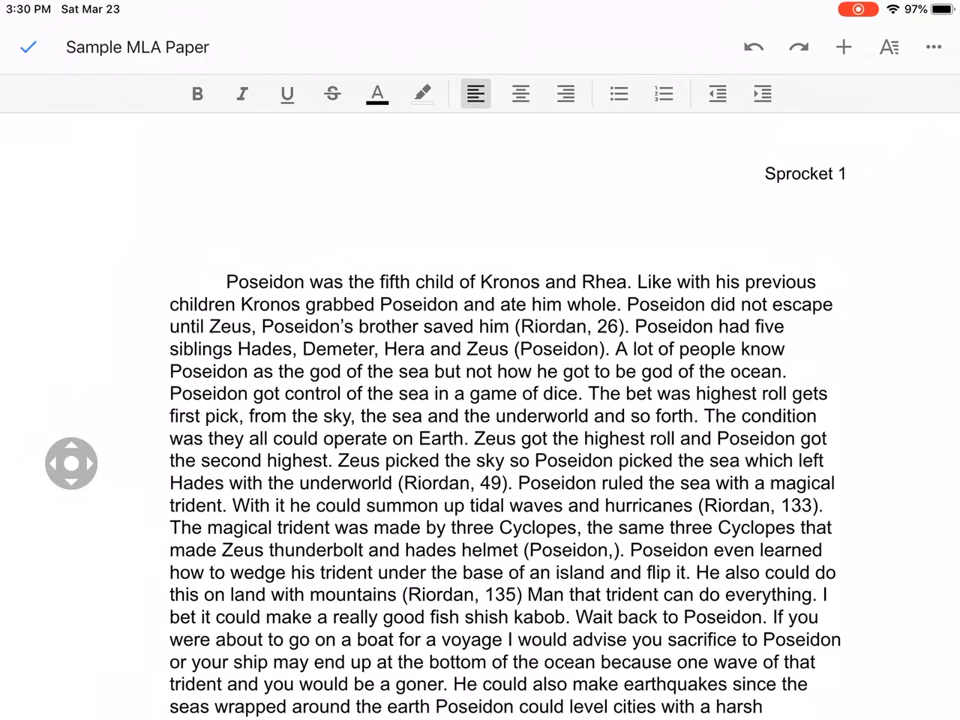 3:30 PM Sat Mar 23 97%
Sample MLA Paper
B I U S A
Sprocket 1
Poseidon was the fifth child of Kronos and Rhea. Like with his previous
children Kronos grabbed Poseidon and ate him whole. Poseidon did not escape
until Zeus, Poseidon's brother saved him (Riordan, 26). Poseidon had five
siblings Hades, Demeter, Hera and Zeus (Poseidon). A lot of people know
Poseidon as the god of the sea but not how he got to be god of the ocean.
Poseidon got control of the sea in a game of dice. The bet was highest roll gets
first pick, from the sky, the sea and the underworld and so forth. The condition
was they all could operate on Earth. Zeus got the highest roll and Poseidon got
the second highest. Zeus picked the sky so Poseidon picked the sea which left
Hades with the underworld (Riordan, 49). Poseidon ruled the sea with a magical
trident. With it he could summon up tidal waves and hurricanes (Riordan, 133).
The magical trident was made by three Cyclopes, the same three Cyclopes that
made Zeus thunderbolt and hades helmet (Poseidon,). Poseidon even learned
how to wedge his trident under the base of an island and flip it. He also could do
this on land with mountains (Riordan, 135) Man that trident can do everything. I
bet it could make a really good fish shish kabob. Wait back to Poseidon. If you
were about to go on a boat for a voyage I would advise you sacrifice to Poseidon
or your ship may end up at the bottom of the ocean because one wave of that
trident and you would be a goner. He could also make earthquakes since the
seas wrapped around the earth Poseidon could level cities with a harsh